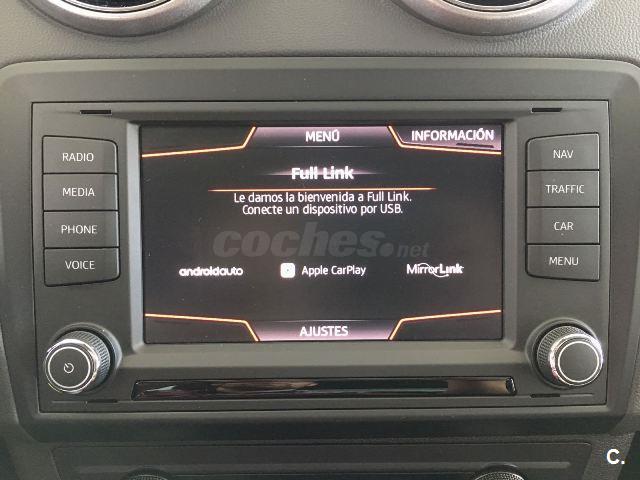 MENÚ
INFORMACIÓN
Full Link
Le damos la bienvenida a Full Link.
Conecte un dispositivo por USB.
coches.net
androidauto
Apple CarPlay
MirrorLink
AJUSTES
RADIO
MEDIA
PHONE
VOICE
NAV
TRAFFIC
CAR
MENU
C.